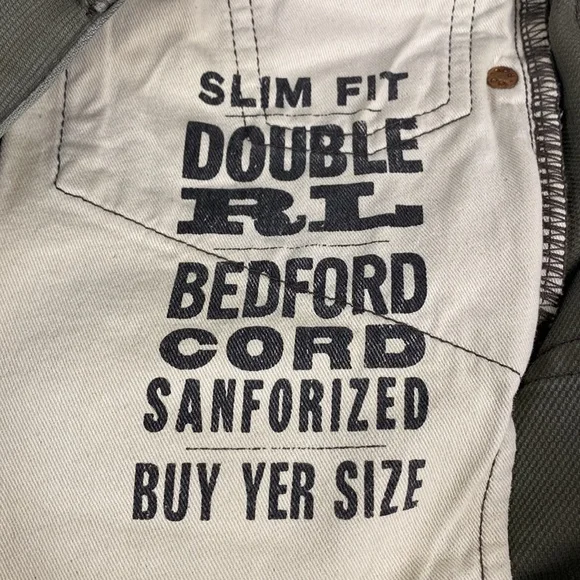 SLIM FIT
DOUBLE
RL
BEDFORD
CORD
SANFORIZED
BUY YER SIZE